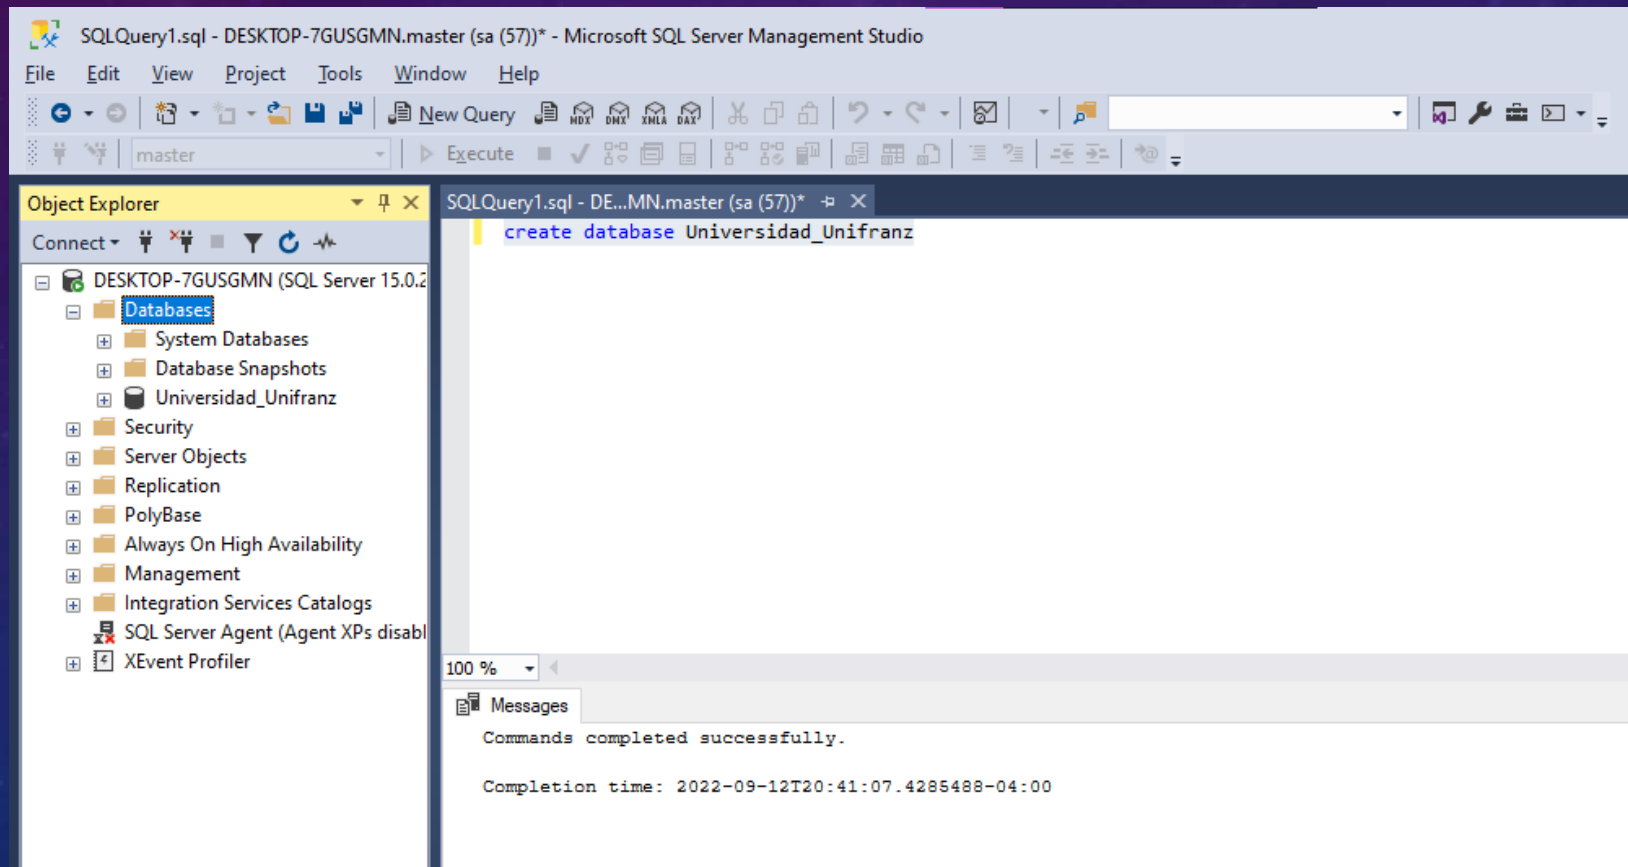 SQLQuery1.sql - DESKTOP-7GUSGMN.master (sa (57))* - Microsoft SQL Server Management Studio
File Edit View Project Tools Window Help
New Query MDX DMX XMLA DAX
master Execute
Object Explorer
Connect
DESKTOP-7GUSGMN (SQL Server 15.0.2
Databases
System Databases
Database Snapshots
Universidad_Unifranz
Security
Server Objects
Replication
PolyBase
Always On High Availability
Management
Integration Services Catalogs
SQL Server Agent (Agent XPs disabl
XEvent Profiler
SQLQuery1.sql - DE...MN.master (sa (57))*
create database Universidad_Unifranz
100 %
Messages
Commands completed successfully.
Completion time: 2022-09-12T20:41:07.4285488-04:00